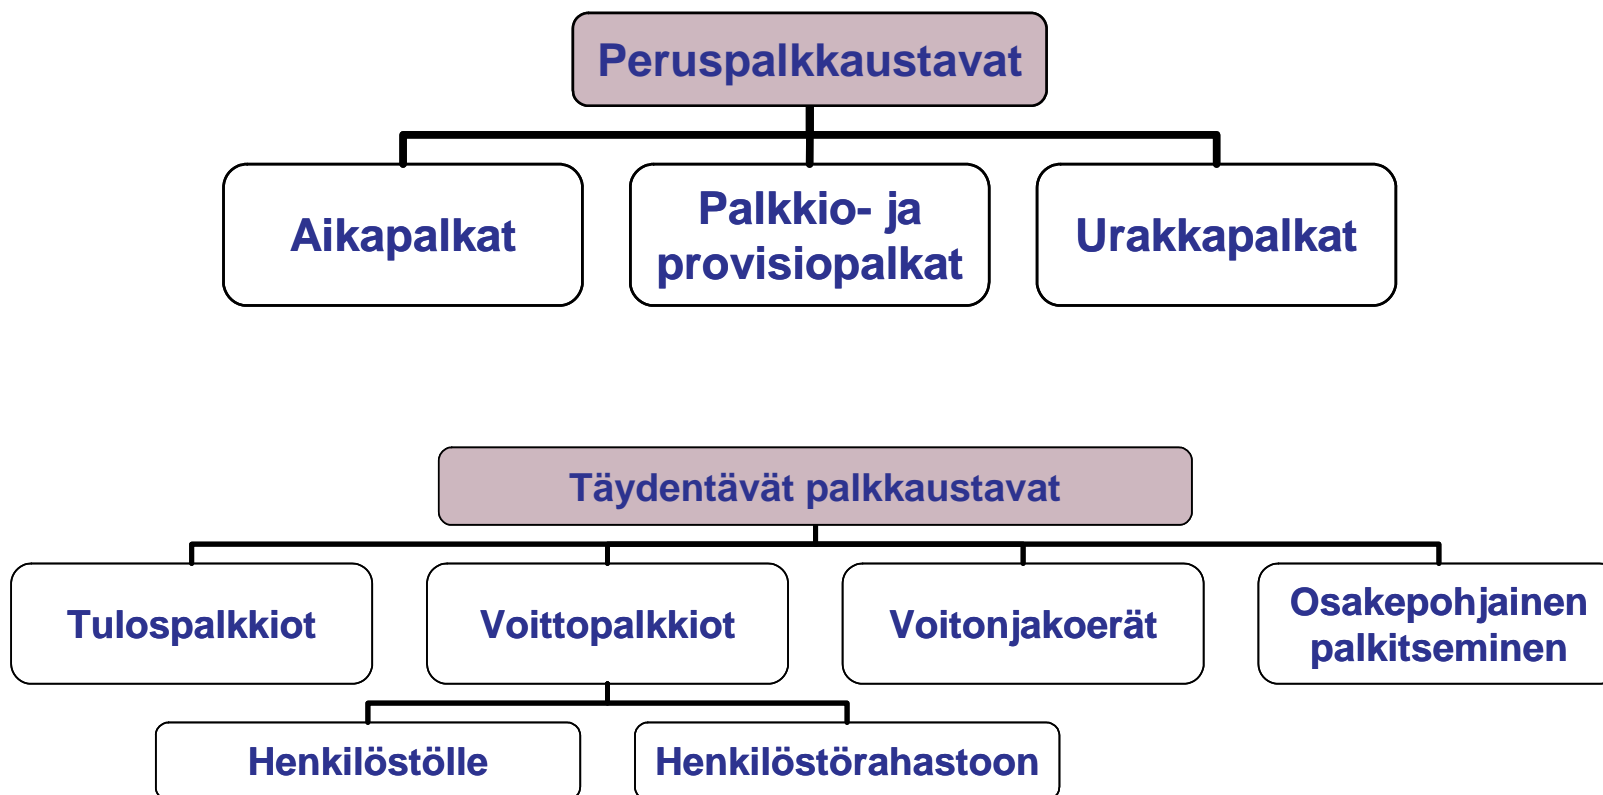 Peruspalkkaustavat
Aikapalkat
Palkkio- ja
provisiopalkat
Urakkapalkat
Täydentävät palkkaustavat
Tulospalkkiot
Voittopalkkiot
Voitonjakoerät
Osakepohjainen
palkitseminen
Henkilöstölle
Henkilöstörahastoon